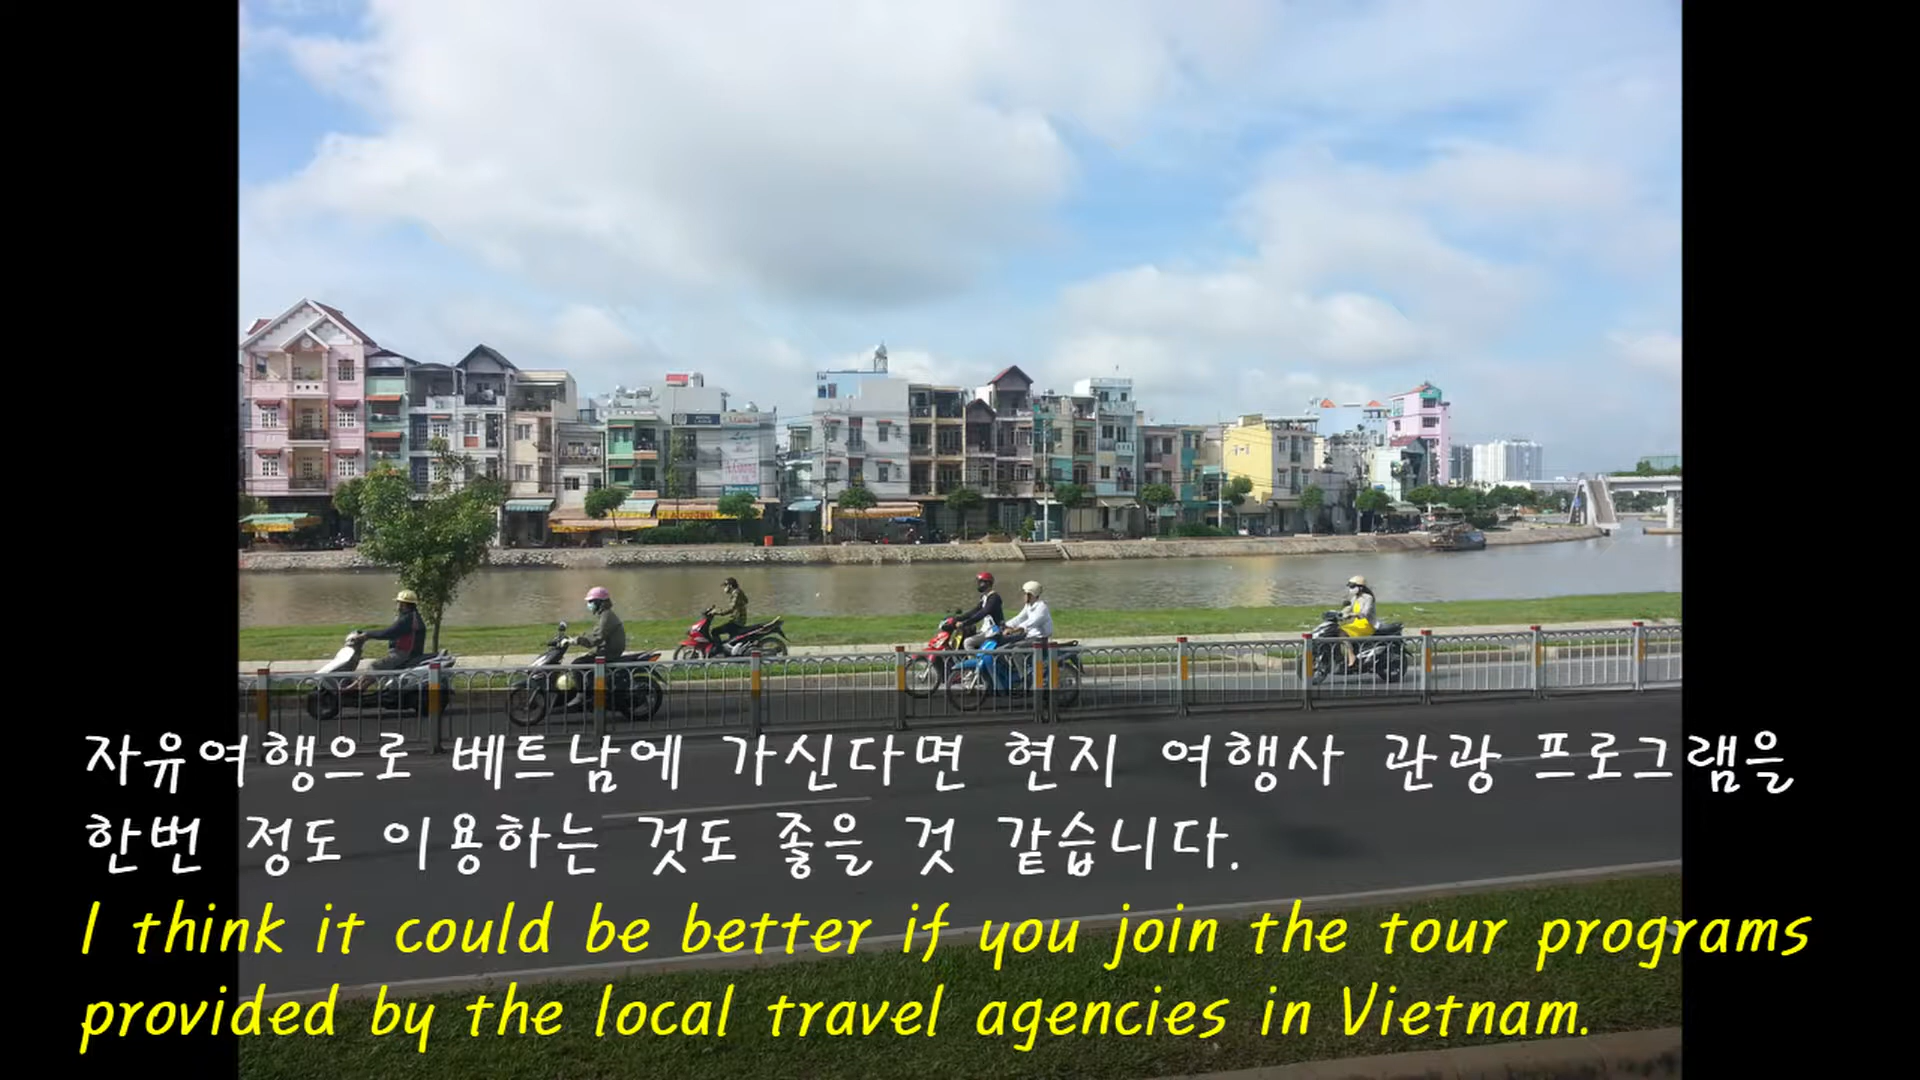 자유여행으로 베트남에 가신다면 현지 여행사 관광 프로그램을
한번 정도 이용하는 것도 좋을 것 같습니다.
I think it could be better if you join the tour programs
provided by the local travel agencies in Vietnam.